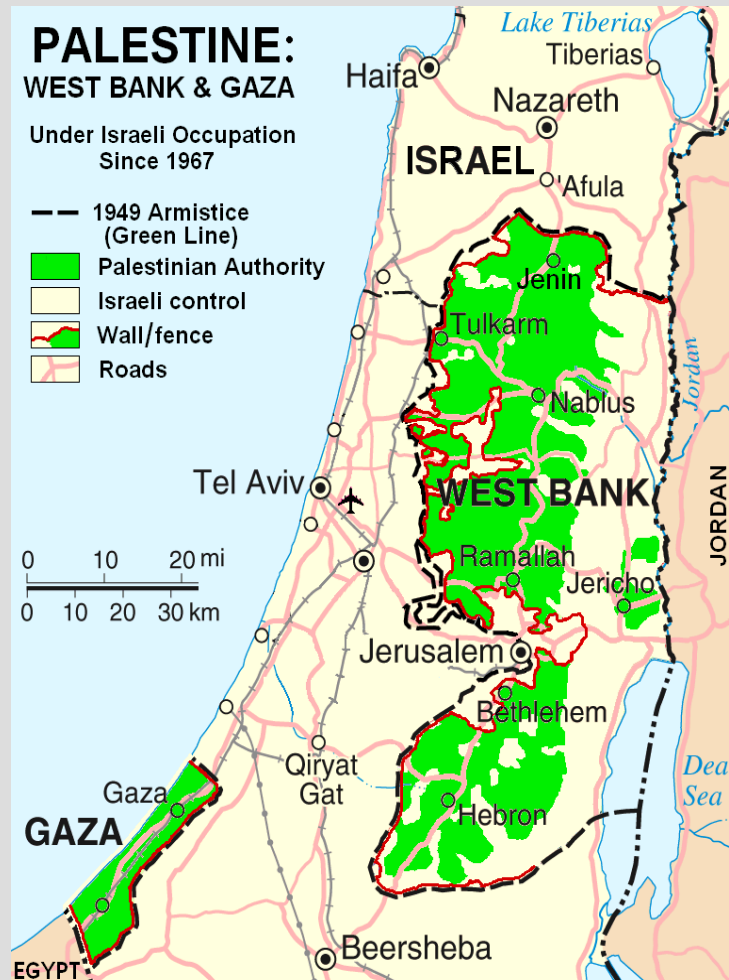 PALESTINE:
WEST BANK & GAZA
Under Israeli Occupation
Since 1967
1949 Armistice
(Green Line)
Palestinian Authority
Israeli control
Wall/fence
Roads
Lake Tiberias
Tiberias
Haifa
Nazareth
ISRAEL
'Afula
Jenin
Tulkarm
Jordan
Nablus
Tel Aviv
WEST BANK
JORDAN
0 10 20 mi
0 10 20 30 km
Ramallah
Jericho
Jerusalem
Bethlehem
Qiryat
Gat
Dea
Sea
Gaza
GAZA
Hebron
Beersheba
EGYPT